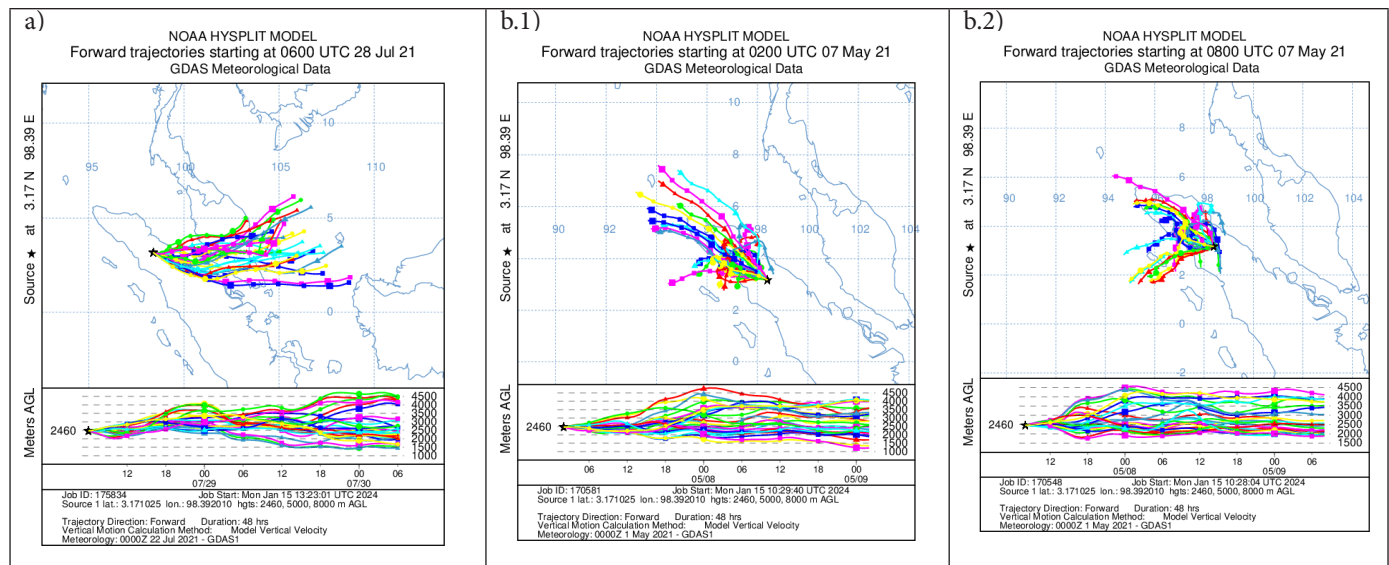 a)
NOAA HYSPLIT MODEL
Forward trajectories starting at 0600 UTC 28 Jul 21
GDAS Meteorological Data
Source ★ at 3.17 N 98.39 E
10
95 100 105 110
5
0
Meters AGL
2460
4500
4000
3500
3000
2500
2000
1500
1000
12 18 00 06 12 18 00 06
07/29 07/30
Job ID: 175834 Job Start: Mon Jan 15 13:23:01 UTC 2024
Source 1 lat.: 3.171025 lon.: 98.392010 hgts: 2460, 5000, 8000 m AGL
Trajectory Direction: Forward Duration: 48 hrs
Vertical Motion Calculation Method: Model Vertical Velocity
Meteorology: 0000Z 22 Jul 2021 - GDAS1
b.1)
NOAA HYSPLIT MODEL
Forward trajectories starting at 0200 UTC 07 May 21
GDAS Meteorological Data
Source ★ at 3.17 N 98.39 E
10
8
6
90 92 94 96 98 100 102 104
4
2
0
Meters AGL
2460
4500
4000
3500
3000
2500
2000
1500
1000
06 12 18 00 06 12 18 00
05/08 05/09
Job ID: 170581 Job Start: Mon Jan 15 10:29:40 UTC 2024
Source 1 lat.: 3.171025 lon.: 98.392010 hgts: 2460, 5000, 8000 m AGL
Trajectory Direction: Forward Duration: 48 hrs
Vertical Motion Calculation Method: Model Vertical Velocity
Meteorology: 0000Z 1 May 2021 - GDAS1
b.2)
NOAA HYSPLIT MODEL
Forward trajectories starting at 0800 UTC 07 May 21
GDAS Meteorological Data
Source ★ at 3.17 N 98.39 E
8
6
90 92 94 96 98 100 102 104
2
0
-2
Meters AGL
2460
4500
4000
3500
3000
2500
2000
1500
12 18 00 06 12 18 00 06
05/08 05/09
Job ID: 170548 Job Start: Mon Jan 15 10:28:04 UTC 2024
Source 1 lat.: 3.171025 lon.: 98.392010 hgts: 2460, 5000, 8000 m AGL
Trajectory Direction: Forward Duration: 48 hrs
Vertical Motion Calculation Method: Model Vertical Velocity
Meteorology: 0000Z 1 May 2021 - GDAS1